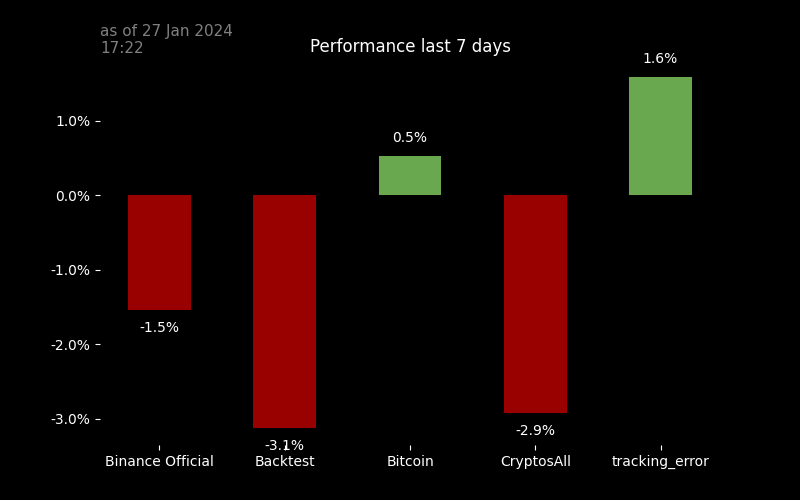 as of 27 Jan 2024
17:22
Performance last 7 days
1.6%
1.0%
0.5%
0.0%
-1.0%
-1.5%
-2.0%
-3.0%
-2.9%
-3.1%
Binance Official
Backtest
Bitcoin
CryptosAll
tracking_error